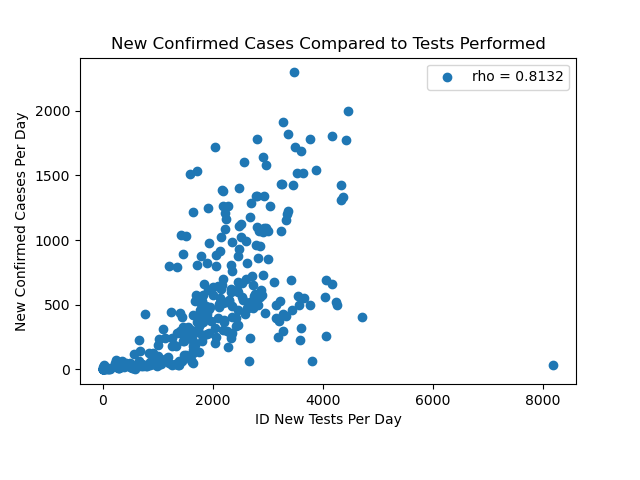 New Confirmed Cases Compared to Tests Performed
rho = 0.8132
New Confirmed Caeses Per Day
2000
1500
1000
500
0
0 2000 4000 6000 8000
ID New Tests Per Day